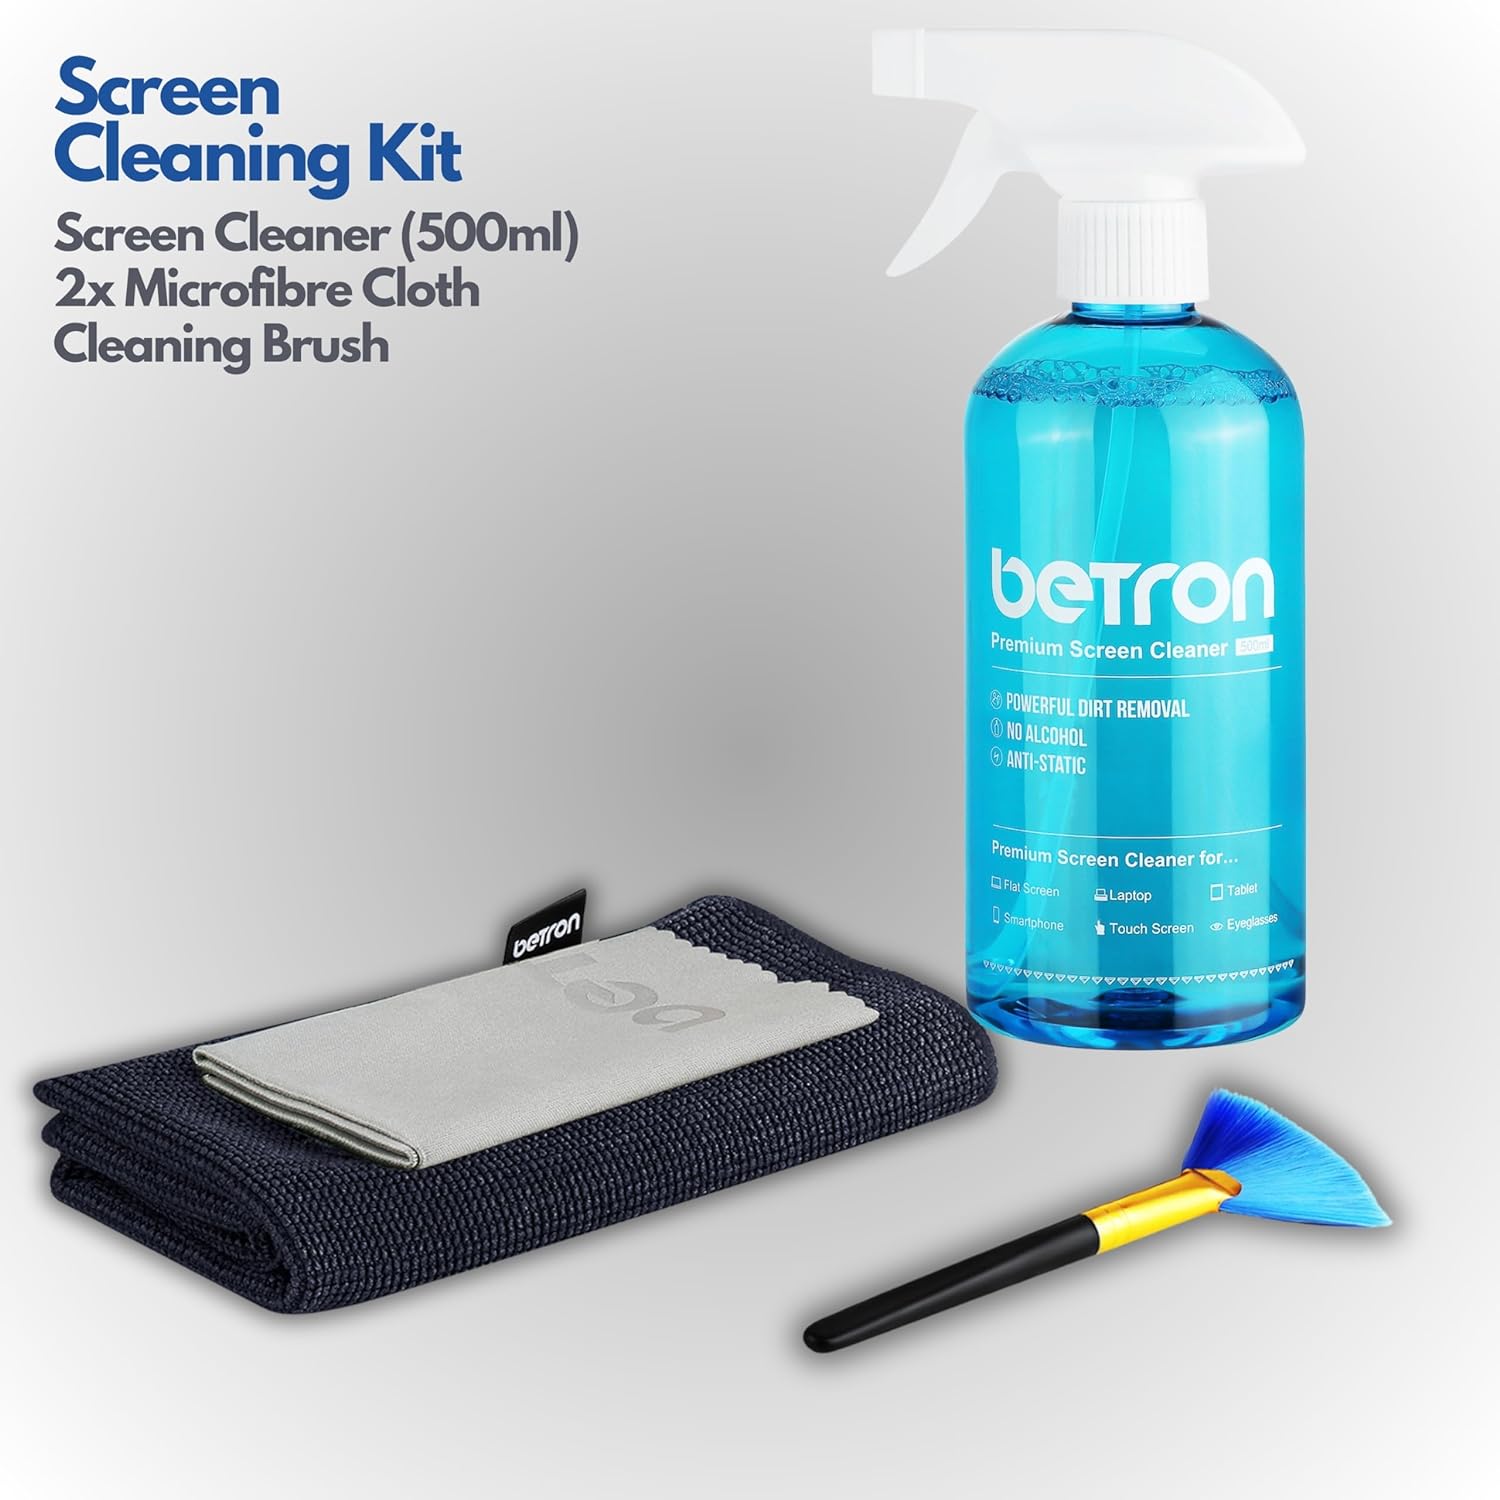 Screen
Cleaning Kit
Screen Cleaner (500ml)
2x Microfibre Cloth
Cleaning Brush
betron
Premium Screen Cleaner 500ml
POWERFUL DIRT REMOVAL
NO ALCOHOL
ANTI-STATIC
Premium Screen Cleaner for...
Flat Screen Laptop Tablet
Smartphone Touch Screen Eyeglasses
betron